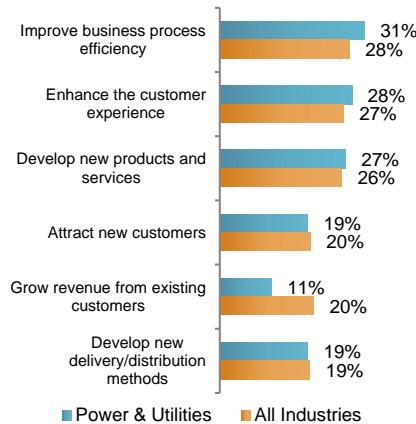 Improve business process
efficiency
31%
28%
Enhance the customer
experience
28%
27%
Develop new products and
services
27%
26%
Attract new customers
19%
20%
Grow revenue from existing
customers
11%
20%
Develop new
delivery/distribution
methods
19%
19%
Power & Utilities
All Industries